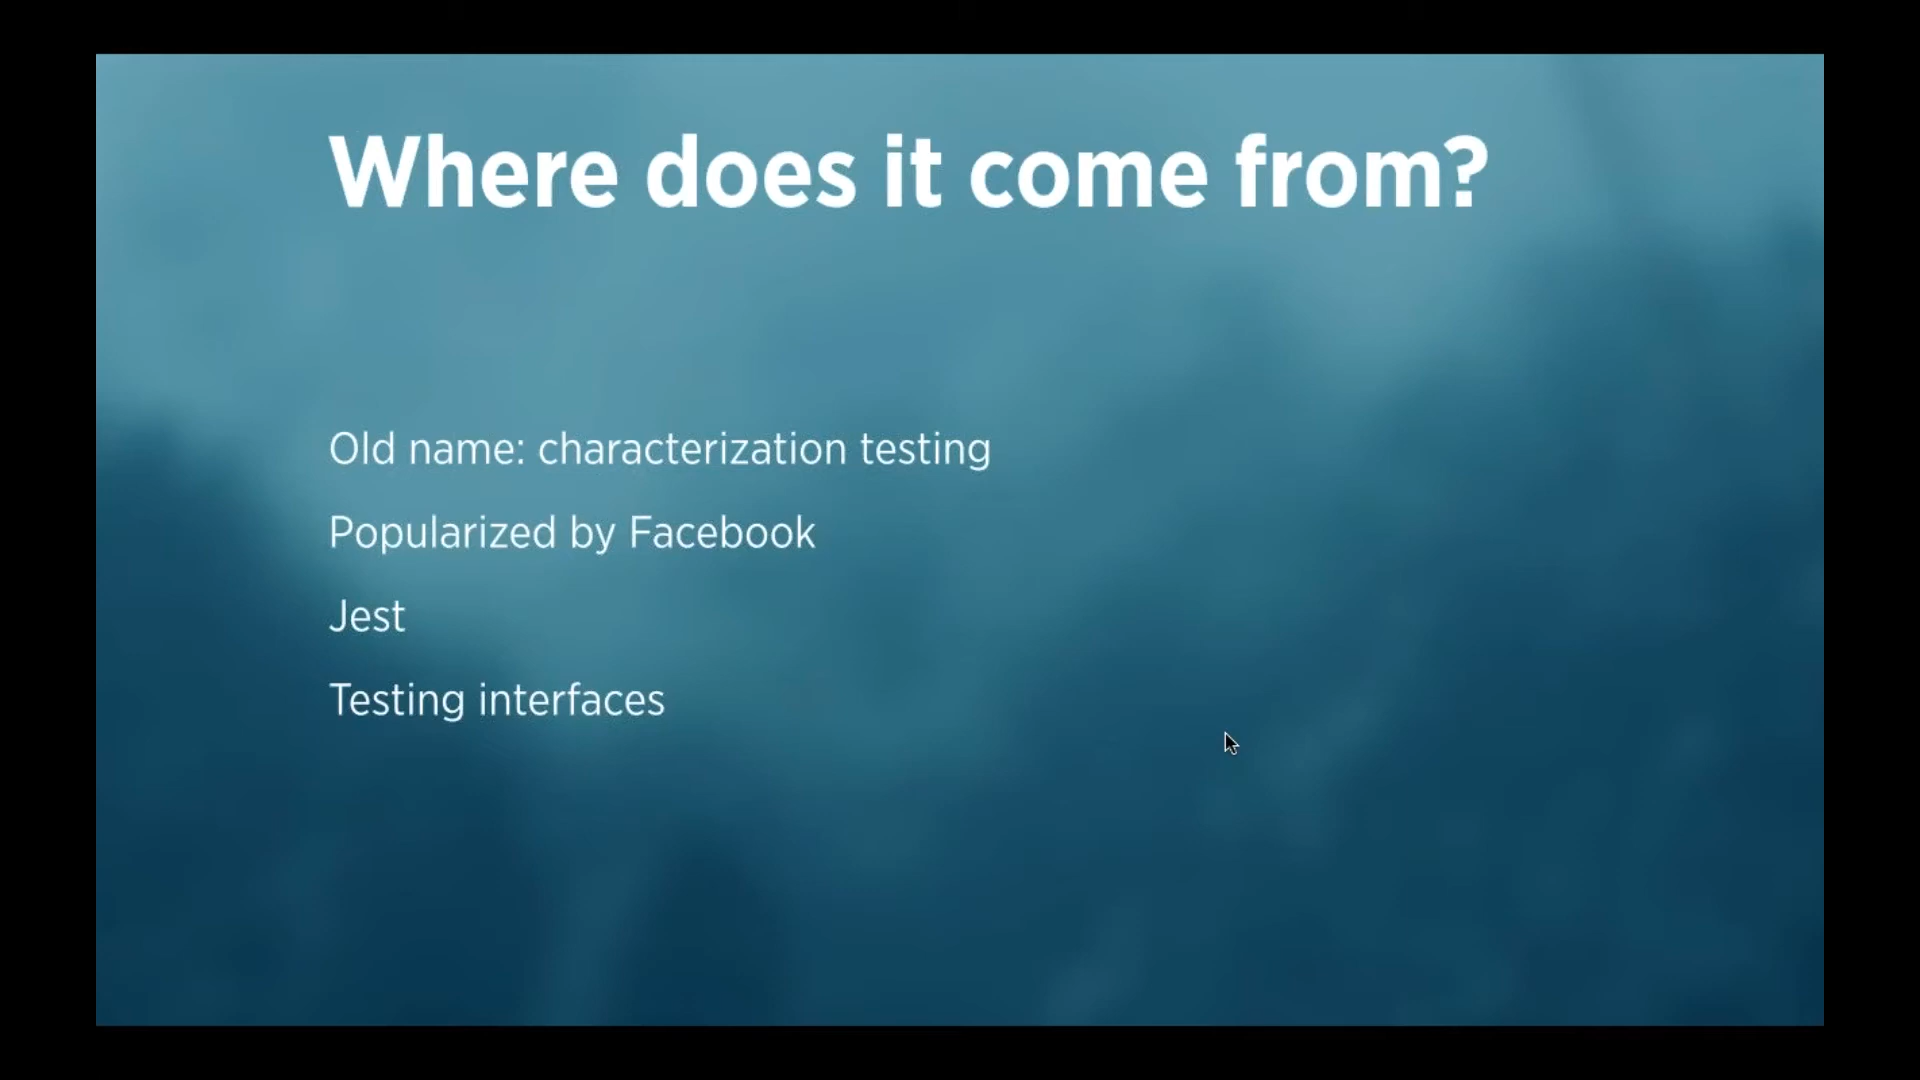 Where does it come from?
Old name: characterization testing
Popularized by Facebook
Jest
Testing interfaces